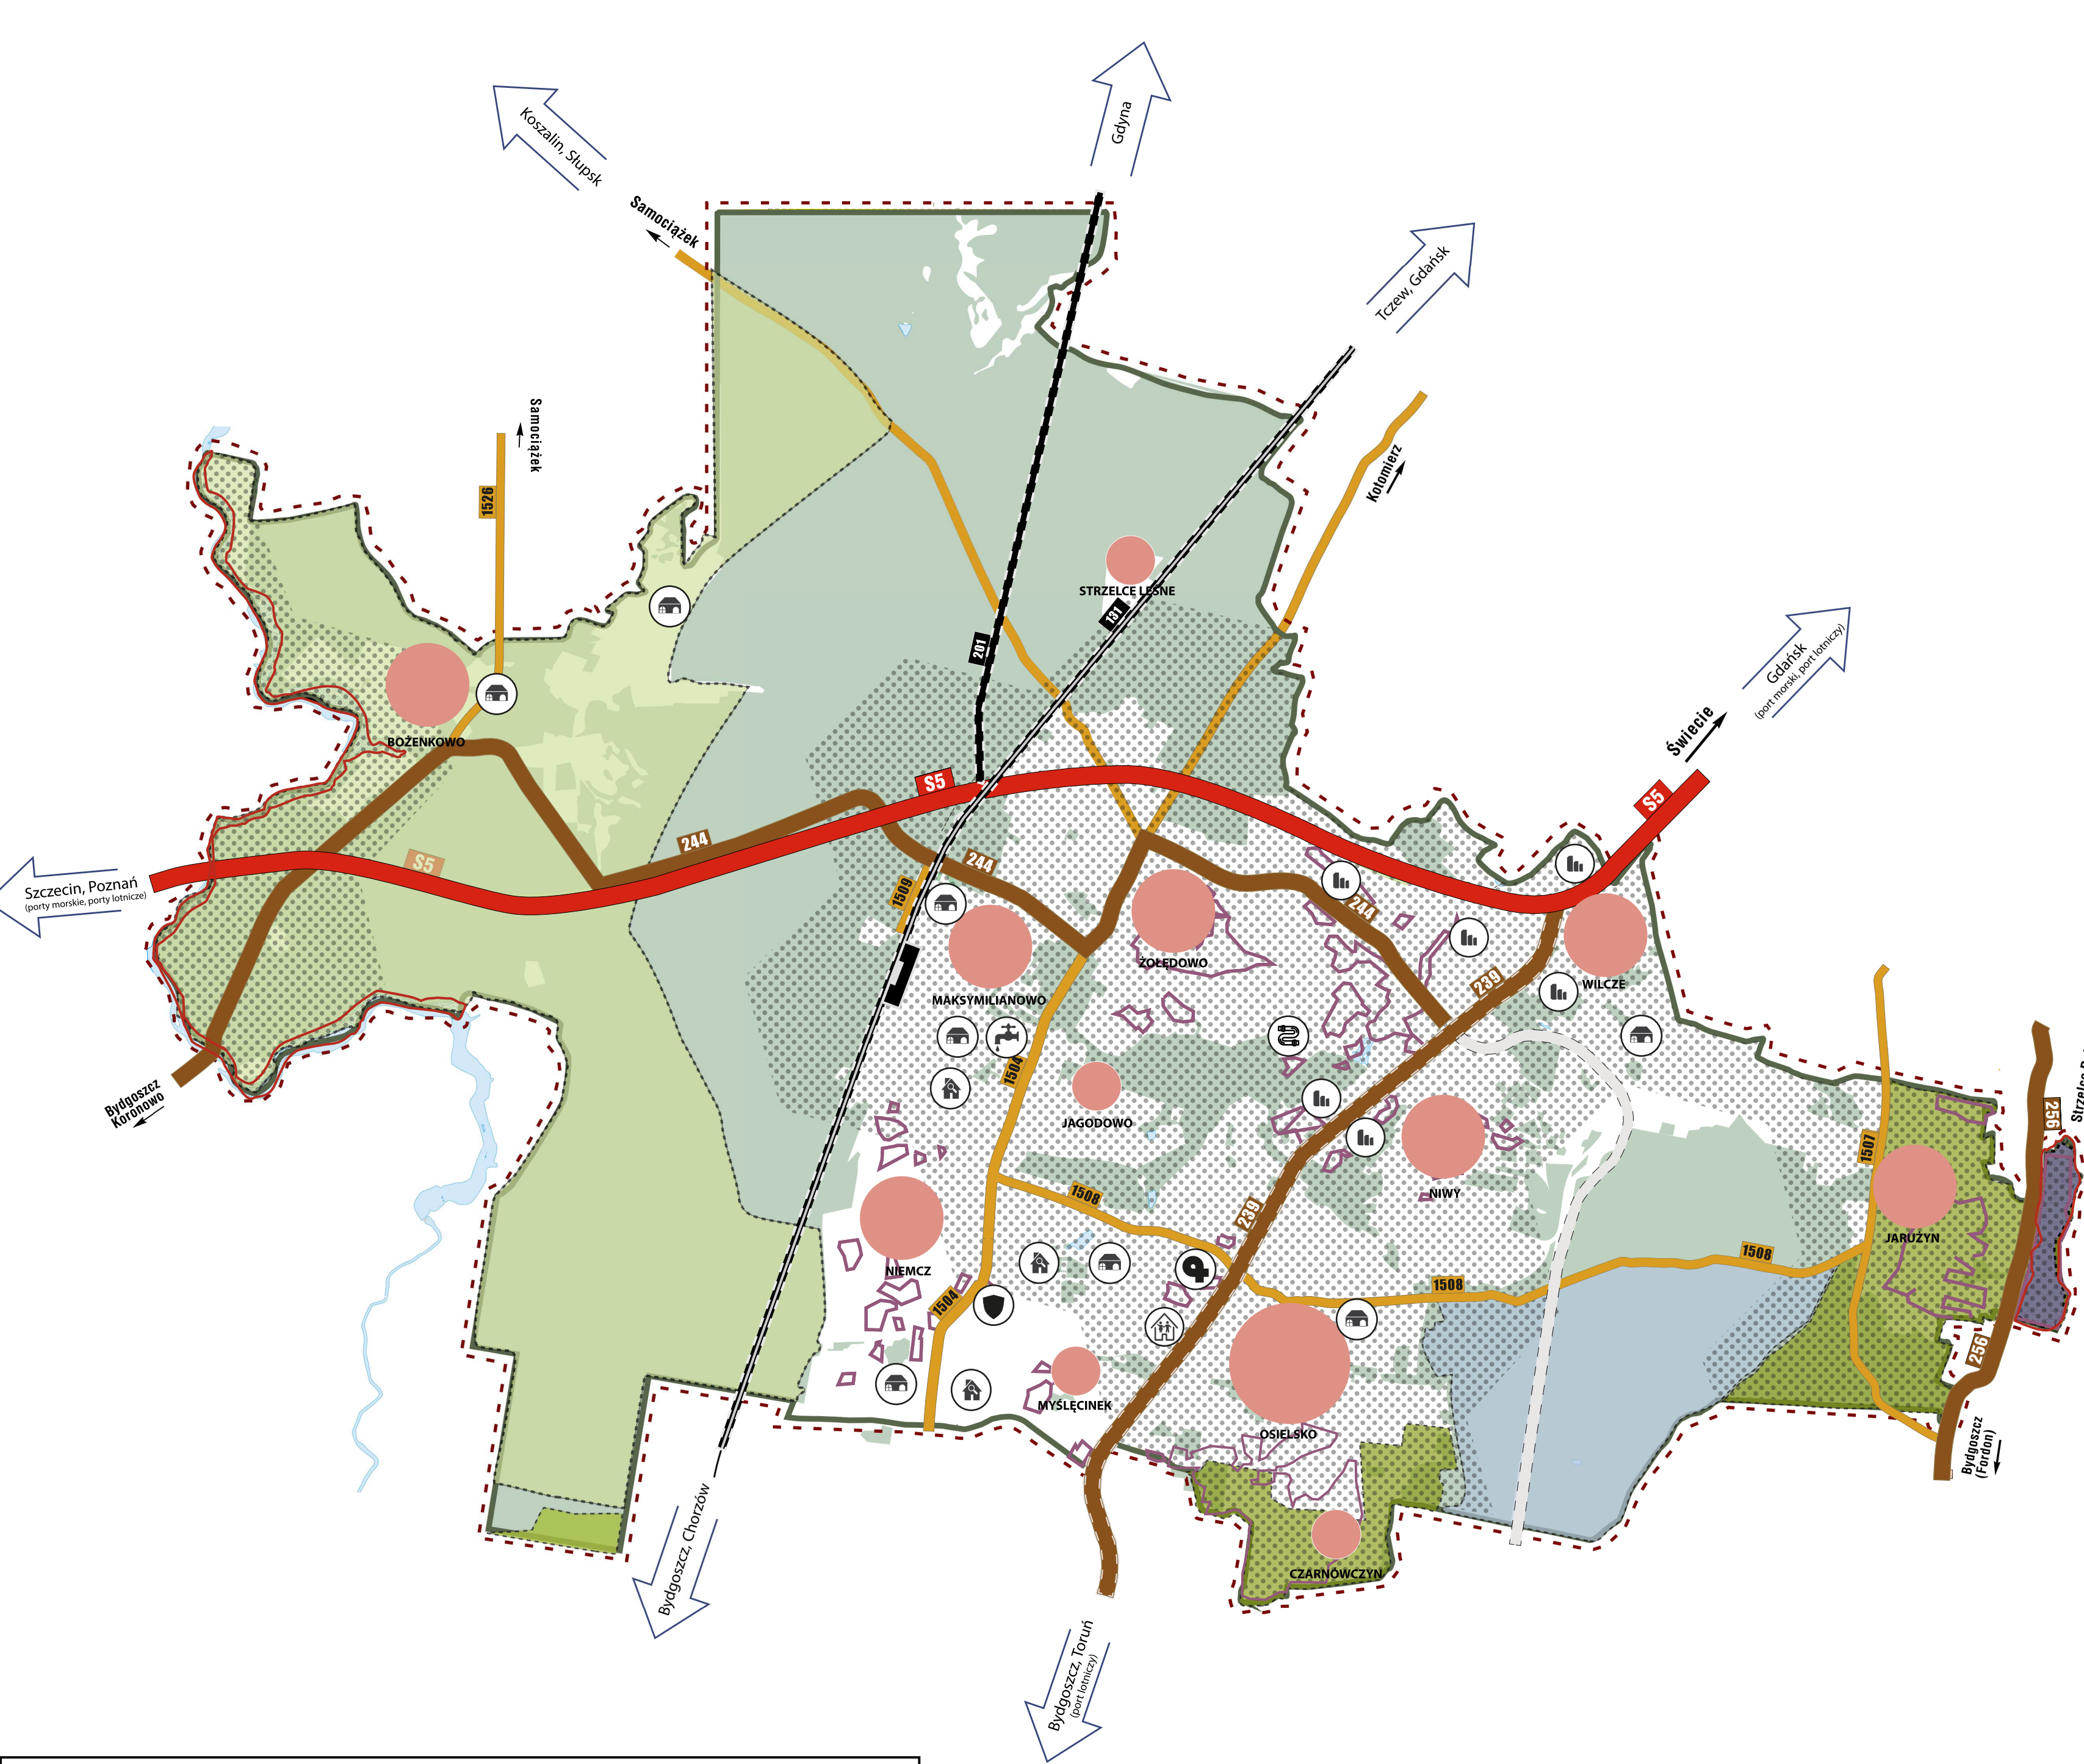 Gdyna
Koszalin, Słupsk
Samociążek
Tczew, Gdańsk
Samociążek
1526
Kotomierz
STRZELCE LEŚNE
131
201
Gdańsk
(port morski, port lotniczy)
Świecie
BOŻENKOWO
S5
S5
244
S5
244
Szczecin, Poznań
(porty morskie, porty lotnicze)
1509
244
ŻOŁĘDOWO
239
WILCZE
MAKSYMILIANOWO
Bydgoszcz
Koronowo
1504
256
JAGODOWO
1507
1508
NIWY
239
JARUŻYN
1508
NIEMCZ
1508
1504
256
MYŚLĘCINEK
OSIELSKO
Bydgoszcz
(Fordon)
Bydgoszcz, Chorzów
CZARNÓWCZYN
Bydgoszcz, Toruń
(port lotniczy)